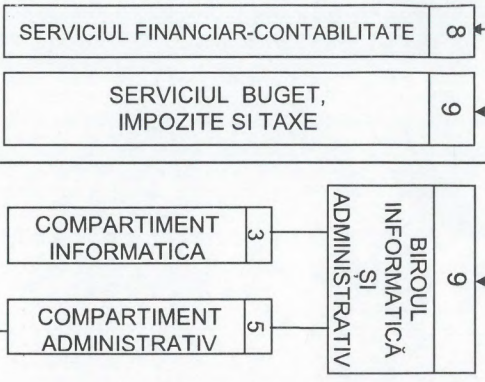 SERVICIUL FINANCIAR-CONTABILITATE
8
SERVICIUL BUGET,
IMPOZITE SI TAXE
9
COMPARTIMENT
INFORMATICA
3
COMPARTIMENT
ADMINISTRATIV
5
BIROUL
INFORMATICĂ
ȘI
ADMINISTRATIV
9